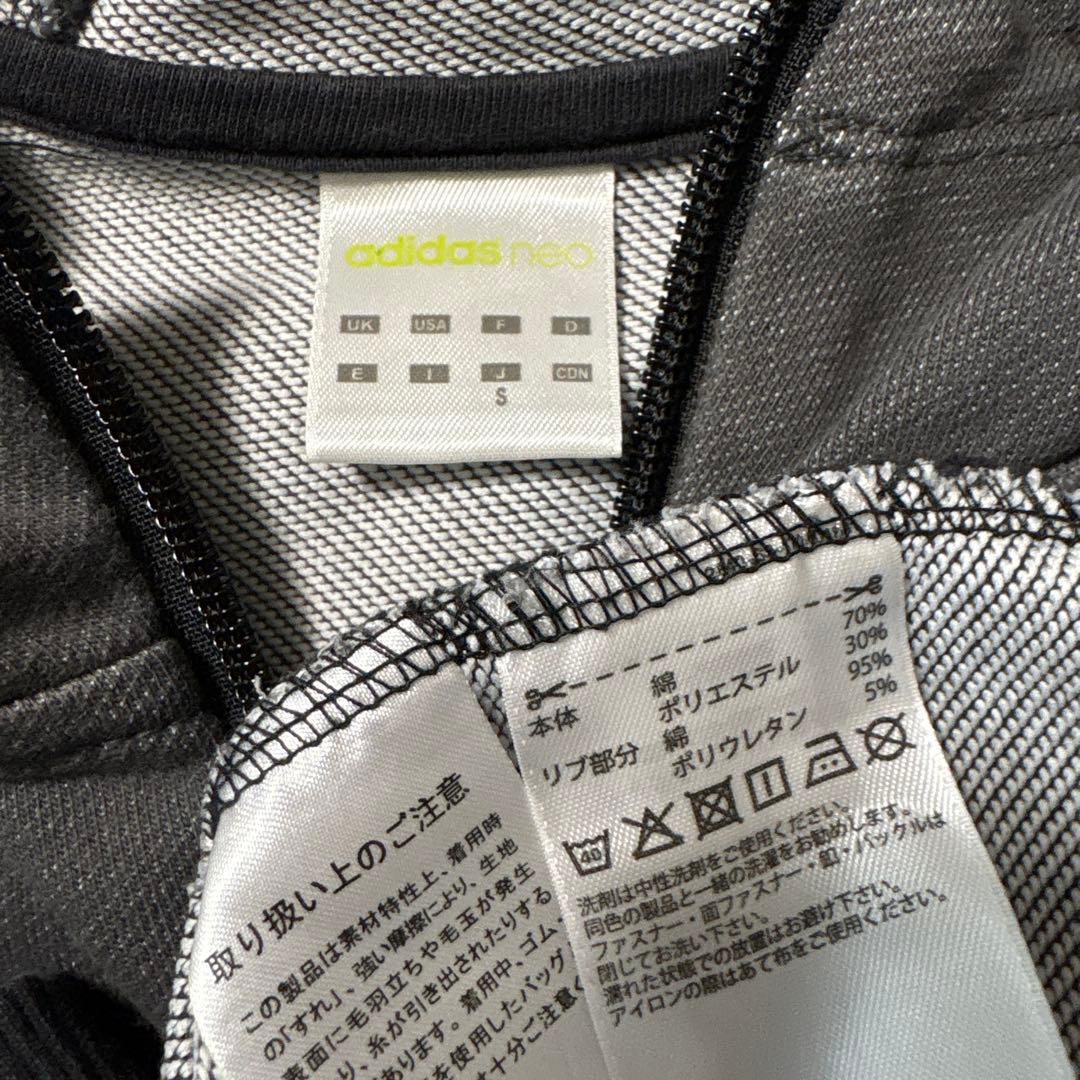 adidas neo
UK USA F D
E I J CDN
S
本体 綿 70%
ポリエステル 30%
リブ部分 綿 95%
ポリウレタン 5%
40
洗剤は中性洗剤をご使用ください。
同色の製品と一緒の洗濯をお勧めします。
ファスナー・面ファスナー・釦・バックルは
閉じてお洗い下さい。
濡れた状態での放置はお避け下さい。
アイロンの際はあて布をご使用ください。
取り扱い上のご注意
この製品は素材特性上、着用時
の「すれ」、強い摩擦により、生地
表面に毛羽立ちや毛玉が発生
り、糸が引き出されたりする
あります。着用中、ゴム、
を使用したバッグ
十分ご注意く